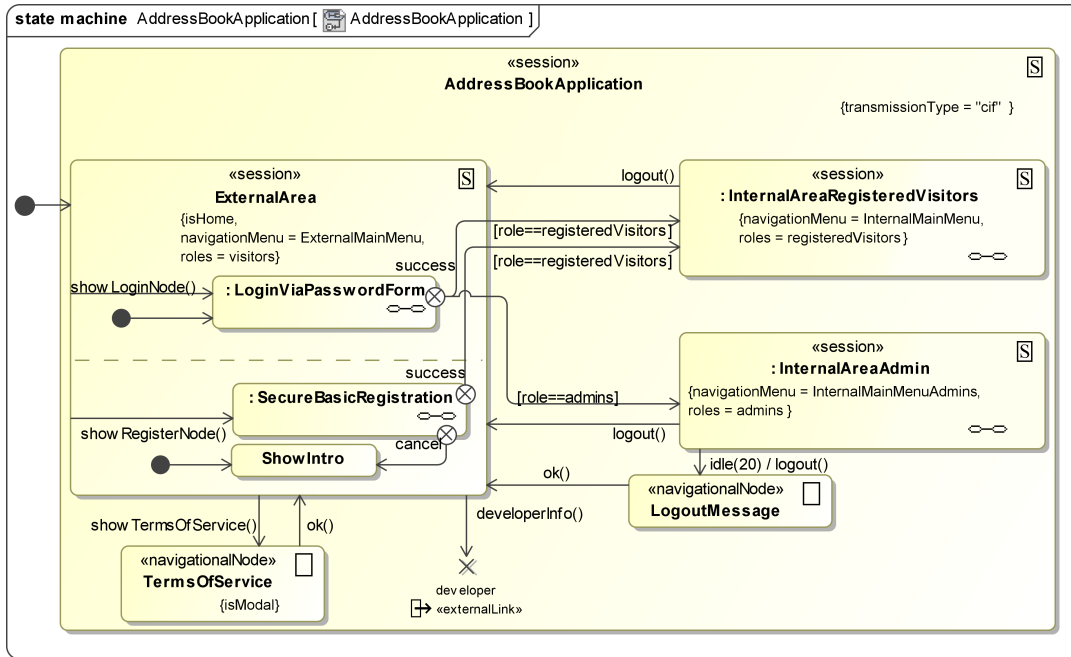 state machine AddressBookApplication [ AddressBookApplication ]
«session»
AddressBookApplication
S
{transmissionType = "cif" }
«session»
ExternalArea
S
{isHome,
navigationMenu = ExternalMainMenu,
roles = visitors}
success
show LoginNode()
: LoginViaPasswordForm
success
: SecureBasicRegistration
show RegisterNode()
cancel
ShowIntro
logout()
[role==registeredVisitors]
[role==registeredVisitors]
«session»
: InternalAreaRegisteredVisitors
S
{navigationMenu = InternalMainMenu,
roles = registeredVisitors}
[role==admins]
«session»
: InternalAreaAdmin
S
{navigationMenu = InternalMainMenuAdmins,
roles = admins }
logout()
idle(20) / logout()
ok()
«navigationalNode»
LogoutMessage
show TermsOfService()
ok()
developerInfo()
«navigationalNode»
TermsOfService
{isModal}
developer
«externalLink»